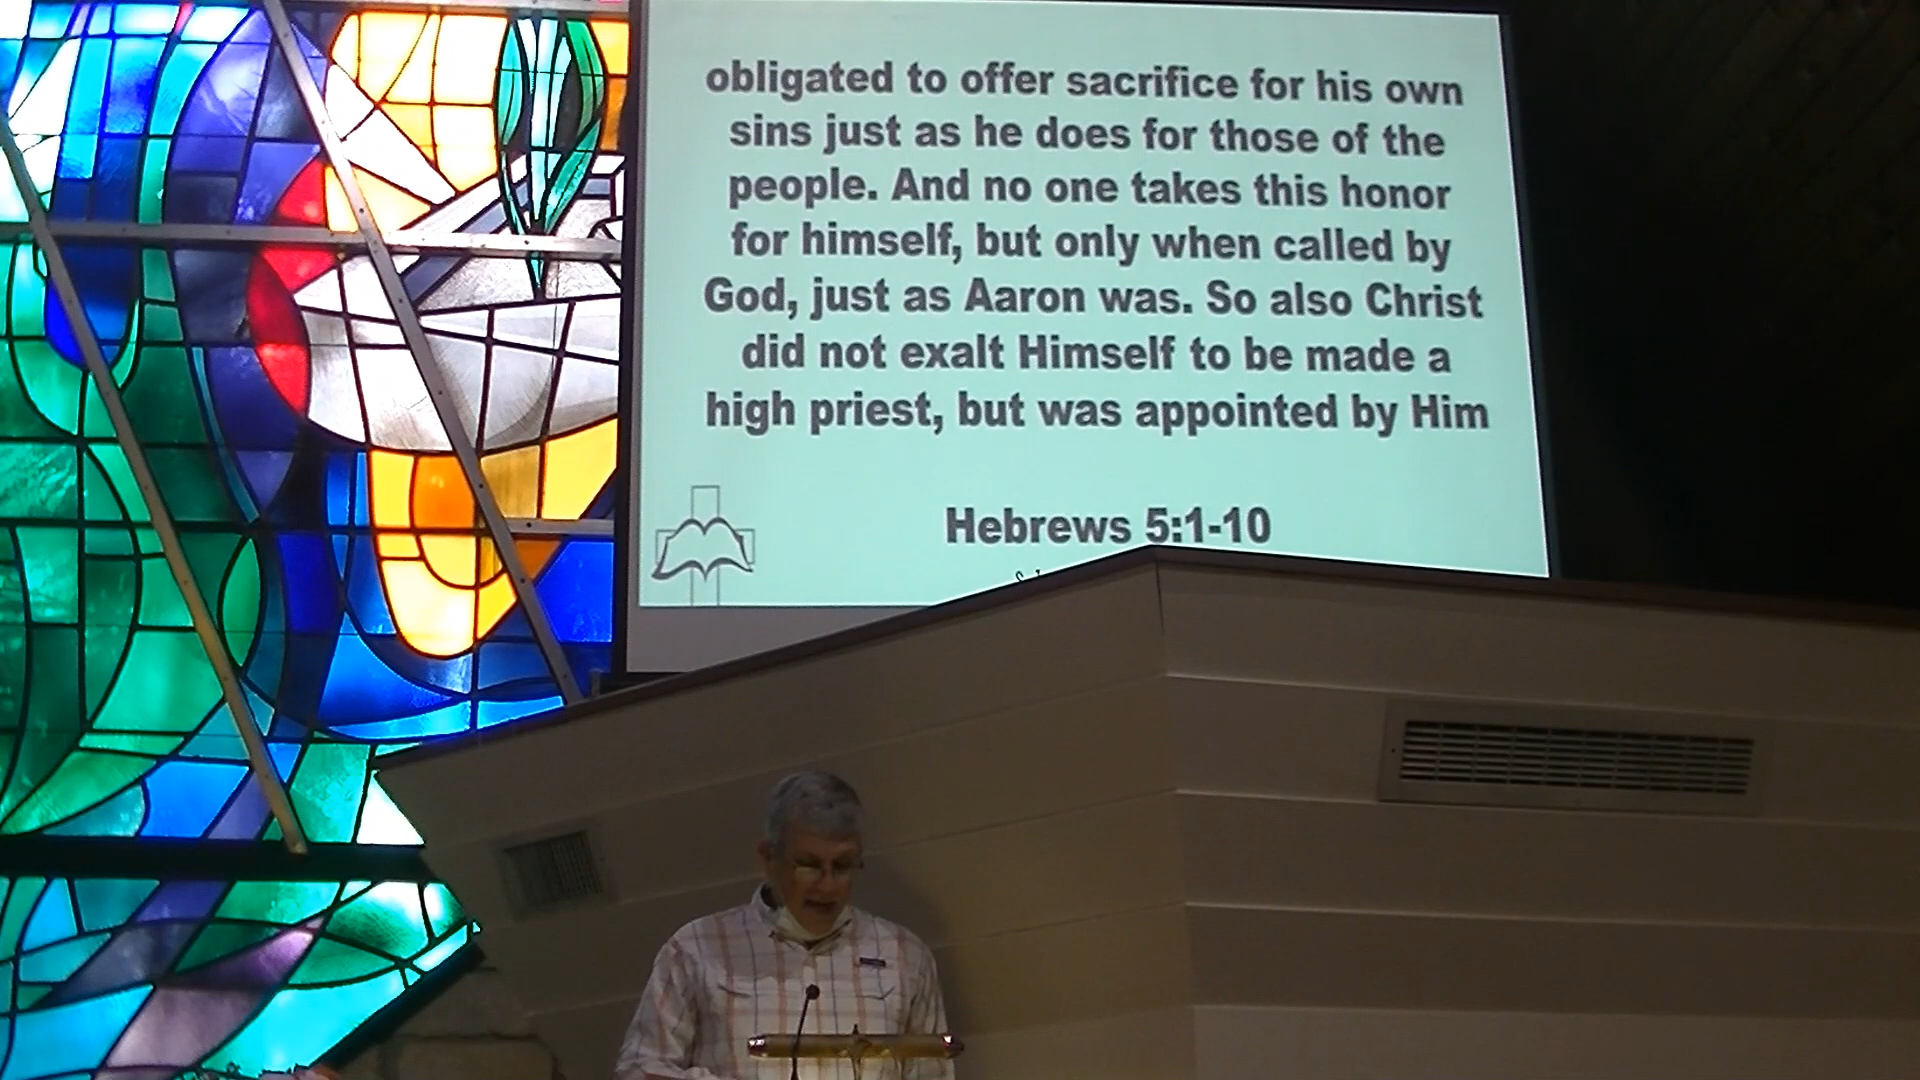 obligated to offer sacrifice for his own
sins just as he does for those of the
people. And no one takes this honor
for himself, but only when called by
God, just as Aaron was. So also Christ
did not exalt Himself to be made a
high priest, but was appointed by Him
Hebrews 5:1-10